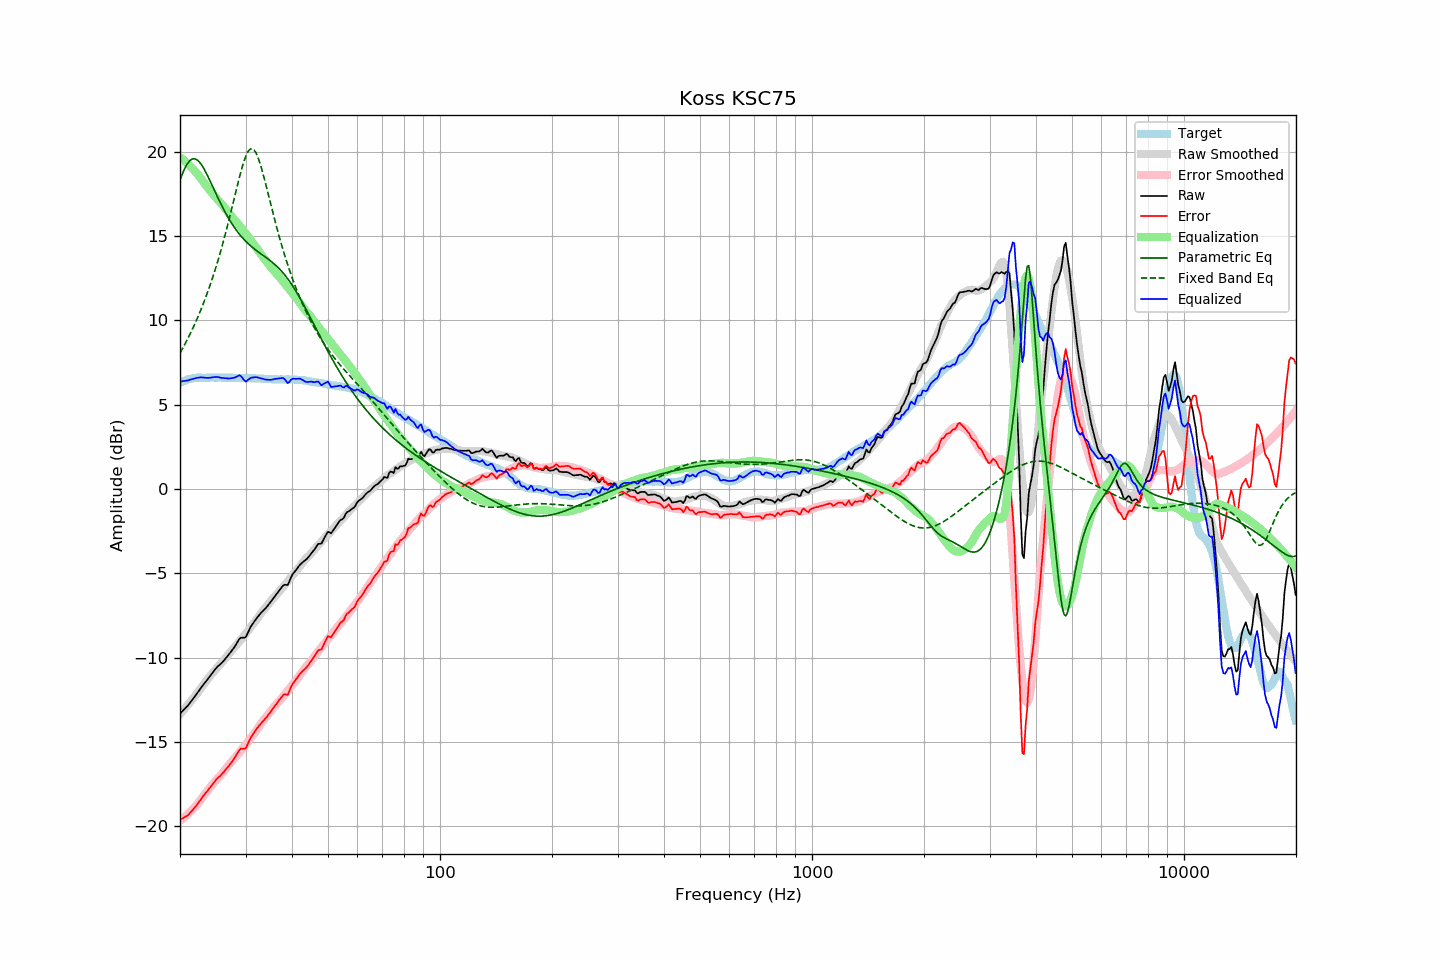 Koss KSC75
Target
Raw Smoothed
Error Smoothed
Raw
Error
Equalization
Parametric Eq
Fixed Band Eq
Equalized
20
15
10
5
0
−5
−10
−15
−20
Amplitude (dBr)
100 1000 10000
Frequency (Hz)